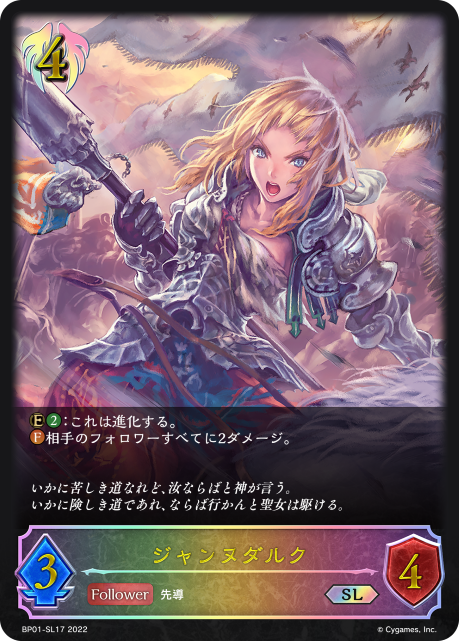 4
E2:これは進化する。
F相手のフォロワーすべてに2ダメージ。
いかに苦しき道なれど、汝ならばと神が言う。
いかに険しき道であれ、ならば行かんと聖女は駆ける。
ジャンヌダルク
3
Follower 先導
SL
4
BP01-SL17 2022
© Cygames, Inc.